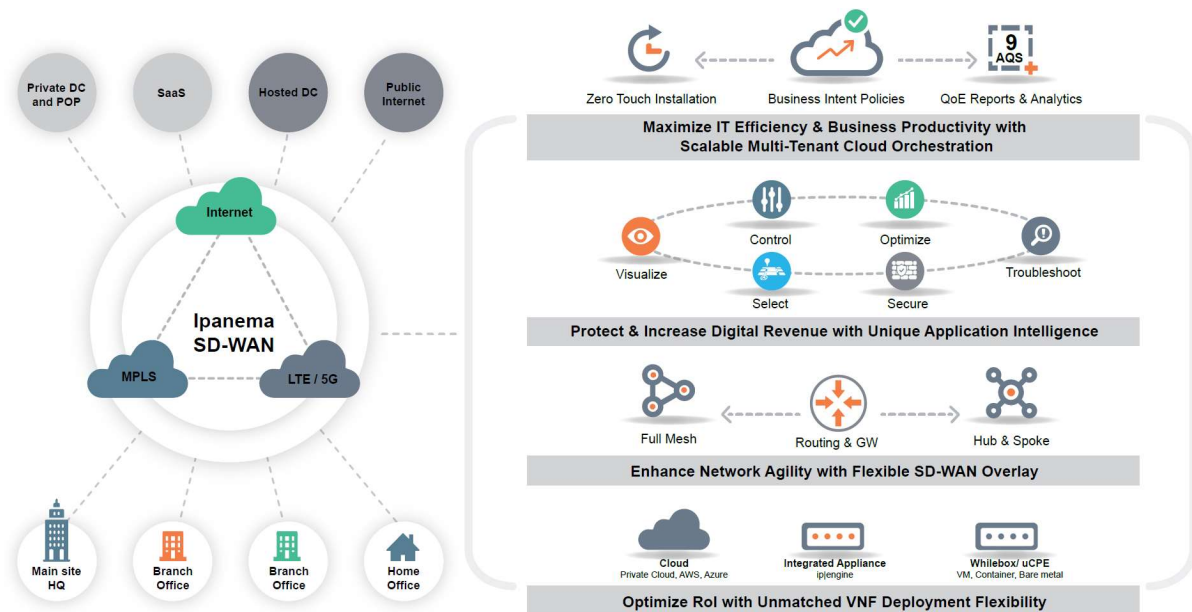 Private DC
and POP
SaaS
Hosted DC
Public
Internet
Internet
Ipanema
SD-WAN
MPLS
LTE / 5G
Main site
HQ
Branch
Office
Branch
Office
Home
Office
9
AQS
Zero Touch Installation
Business Intent Policies
QoE Reports & Analytics
Maximize IT Efficiency & Business Productivity with
Scalable Multi-Tenant Cloud Orchestration
Control
Optimize
Visualize
Troubleshoot
Select
Secure
Protect & Increase Digital Revenue with Unique Application Intelligence
Full Mesh
Routing & GW
Hub & Spoke
Enhance Network Agility with Flexible SD-WAN Overlay
Cloud
Private Cloud, AWS, Azure
Integrated Appliance
ip|engine
Whilebox/ uCPE
VM, Container, Bare metal
Optimize RoI with Unmatched VNF Deployment Flexibility